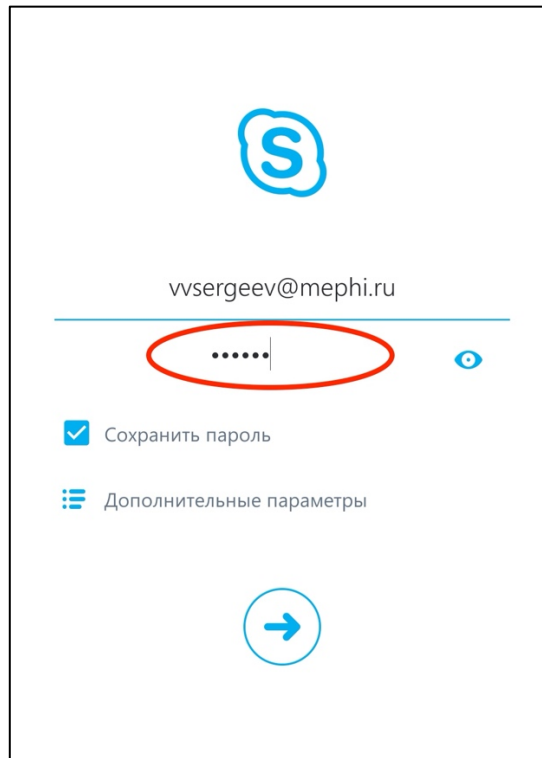 S
vvsergeev@mephi.ru
••••••
Сохранить пароль
Дополнительные параметры